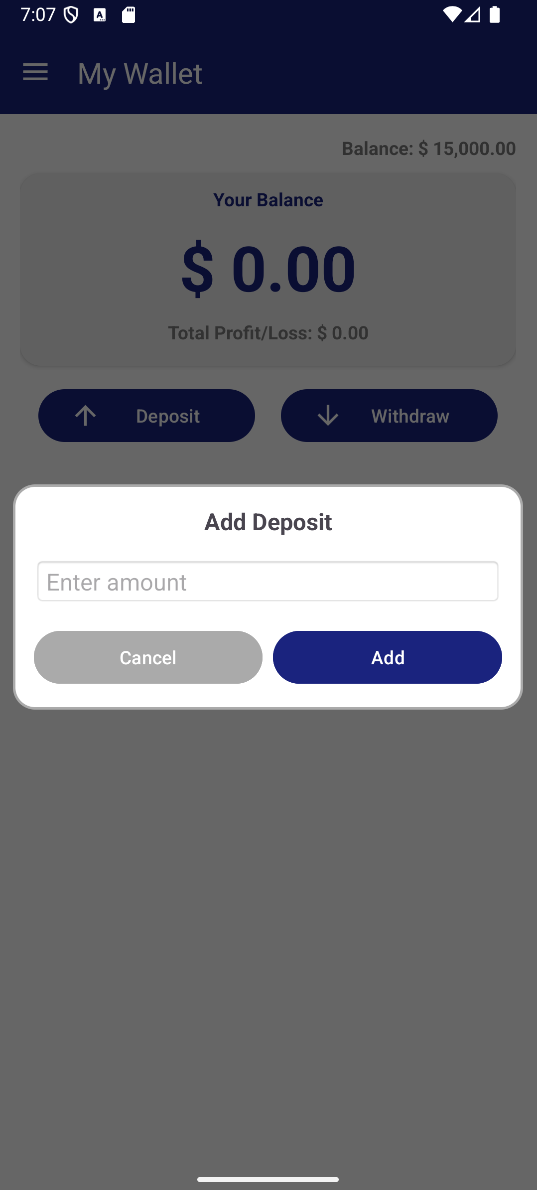 7:07
My Wallet
Balance: $ 15,000.00
Your Balance
$ 0.00
Total Profit/Loss: $ 0.00
Deposit
Withdraw
Add Deposit
Enter amount
Cancel
Add